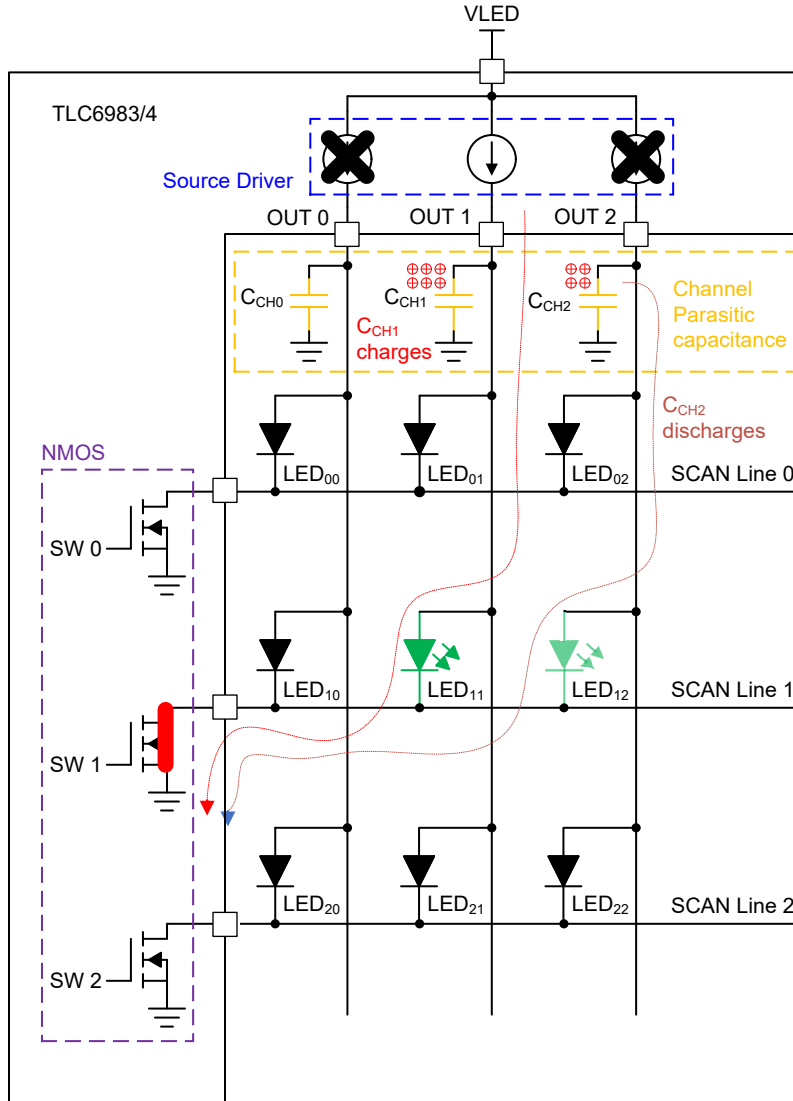 VLED
TLC6983/4
Source Driver
OUT 0
OUT 1
OUT 2
CCH0
CCH1
CCH2
CCH1
charges
Channel
Parasitic
capacitance
CCH2
discharges
NMOS
LED00
LED01
LED02
SCAN Line 0
SW 0
LED10
LED11
LED12
SCAN Line 1
SW 1
LED20
LED21
LED22
SCAN Line 2
SW 2